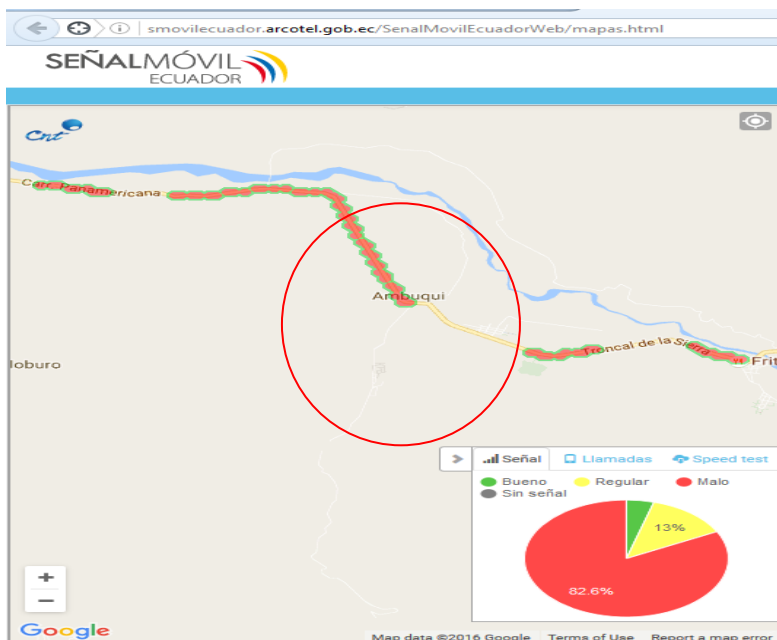 smovilecuador.arcotel.gob.ec/SenalMovilEcuadorWeb/mapas.html
SEÑALMÓVIL
ECUADOR
Cnt
Carr. Panamericana
Ambuqui
Troncal de la Sierra
Frit
loburo
Señal
Llamadas
Speed test
Bueno
Regular
Malo
Sin señal
13%
82.6%
+
−
Google
Map data ©2016 Google Terms of Use Report a map error